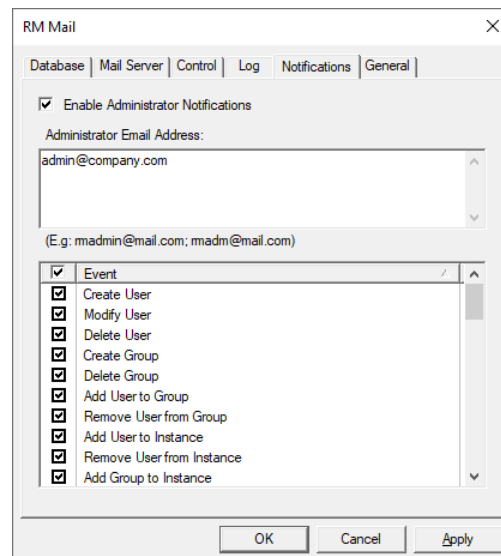 RM Mail
Database Mail Server Control Log Notifications General
Enable Administrator Notifications
Administrator Email Address:
admin@company.com
(E.g: rmadmin@mail.com; rmadm@mail.com)
Event
Create User
Modify User
Delete User
Create Group
Delete Group
Add User to Group
Remove User from Group
Add User to Instance
Remove User from Instance
Add Group to Instance
OK Cancel Apply